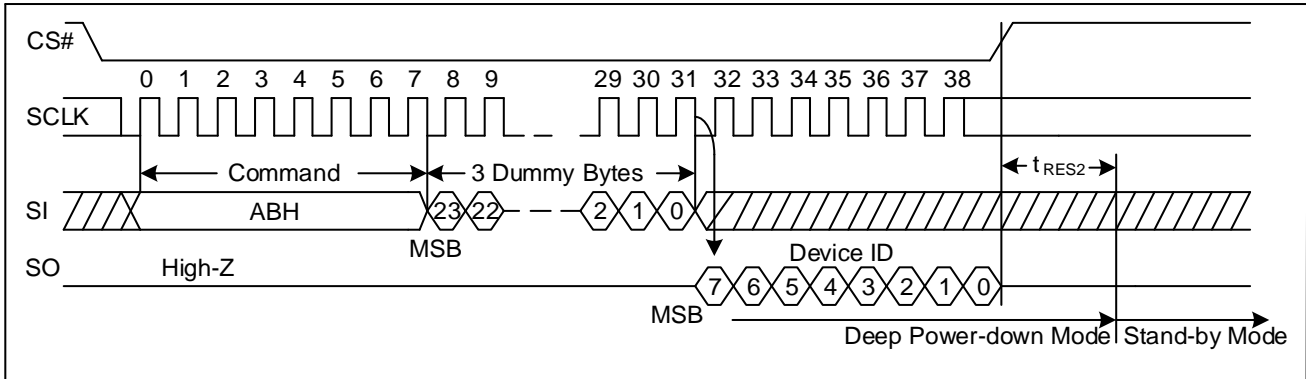 CS#
0 1 2 3 4 5 6 7 8 9 29 30 31 32 33 34 35 36 37 38
SCLK
Command 3 Dummy Bytes tRES2
SI ABH 23 22 2 1 0
MSB Device ID
SO High-Z
7 6 5 4 3 2 1 0
MSB
Deep Power-down Mode Stand-by Mode